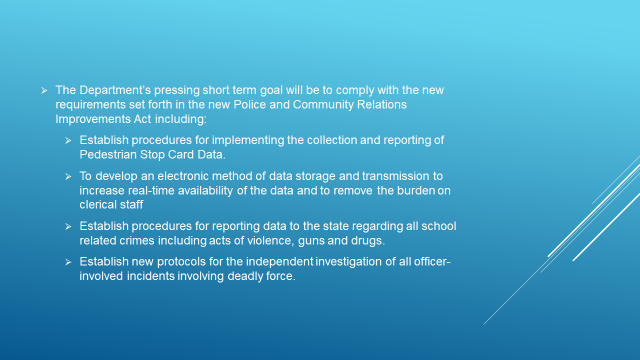 The Department's pressing short term goal will be to comply with the new
requirements set forth in the new Police and Community Relations
Improvements Act including:
Establish procedures for implementing the collection and reporting of
Pedestrian Stop Card Data.
To develop an electronic method of data storage and transmission to
increase real-time availability of the data and to remove the burden on
clerical staff
Establish procedures for reporting data to the state regarding all school
related crimes including acts of violence, guns and drugs.
Establish new protocols for the independent investigation of all officer-
involved incidents involving deadly force.